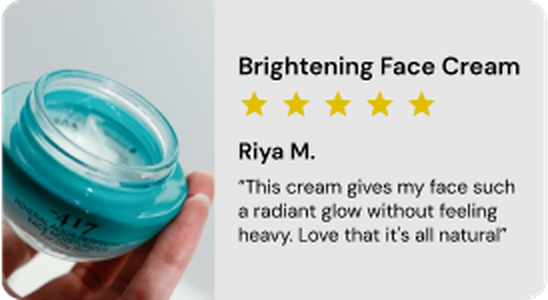 Brightening Face Cream
Riya M.
"This cream gives my face such
a radiant glow without feeling
heavy. Love that it's all natural"
-417